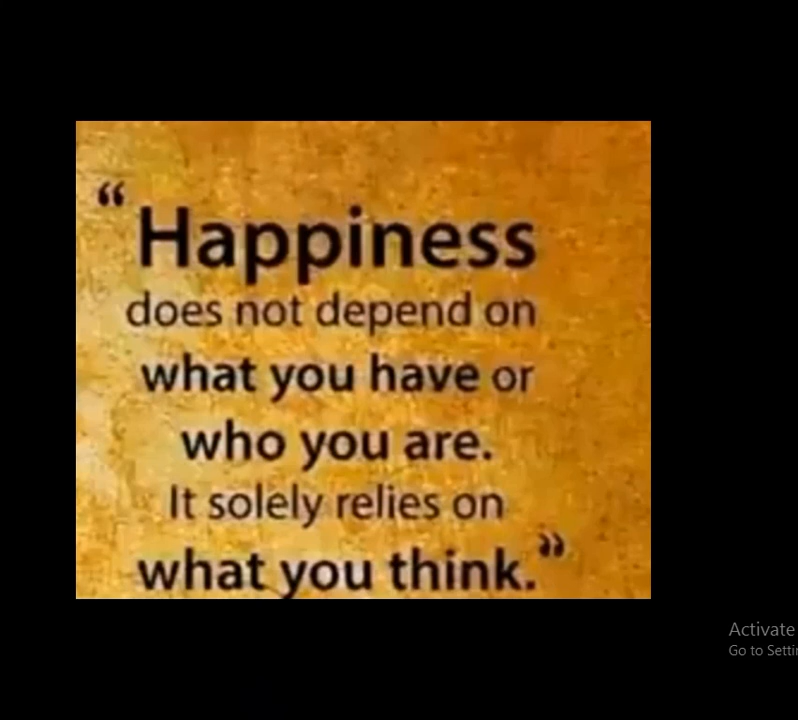 “Happiness
does not depend on
what you have or
who you are.
It solely relies on
what you think.”
Activate
Go to